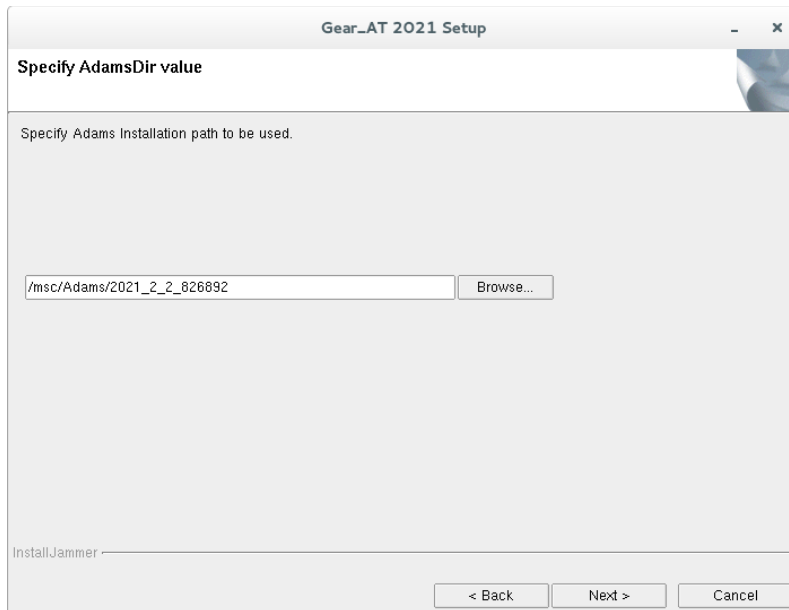 Gear_AT 2021 Setup
Specify AdamsDir value
Specify Adams Installation path to be used.
/msc/Adams/2021_2_2_826892
Browse...
InstallJammer
< Back
Next >
Cancel